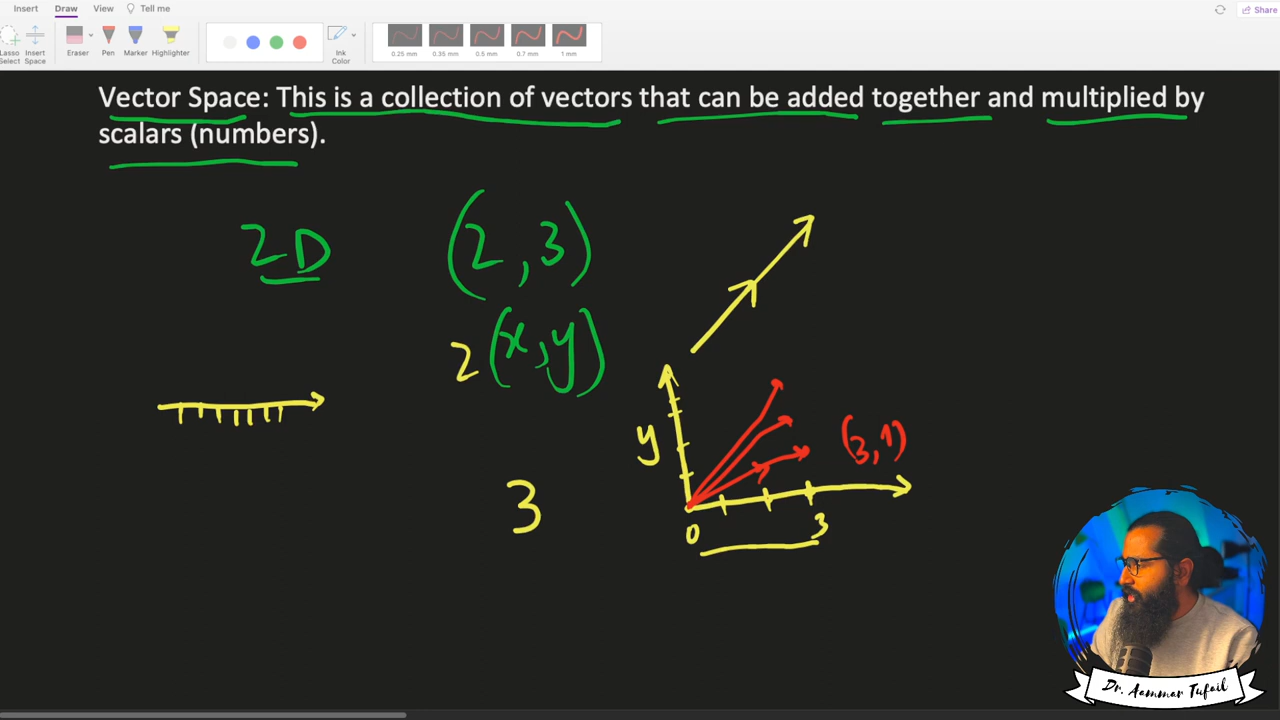 Insert Draw View Tell me Share
Lasso Select Insert Space Eraser Pen Marker Highlighter Ink Color 0.25 mm 0.35 mm 0.5 mm 0.7 mm 1 mm
Vector Space: This is a collection of vectors that can be added together and multiplied by
scalars (numbers).
2D (2,3)
2(x,y)
y (3,1)
3
0 3
Dr. Aammar Tufail